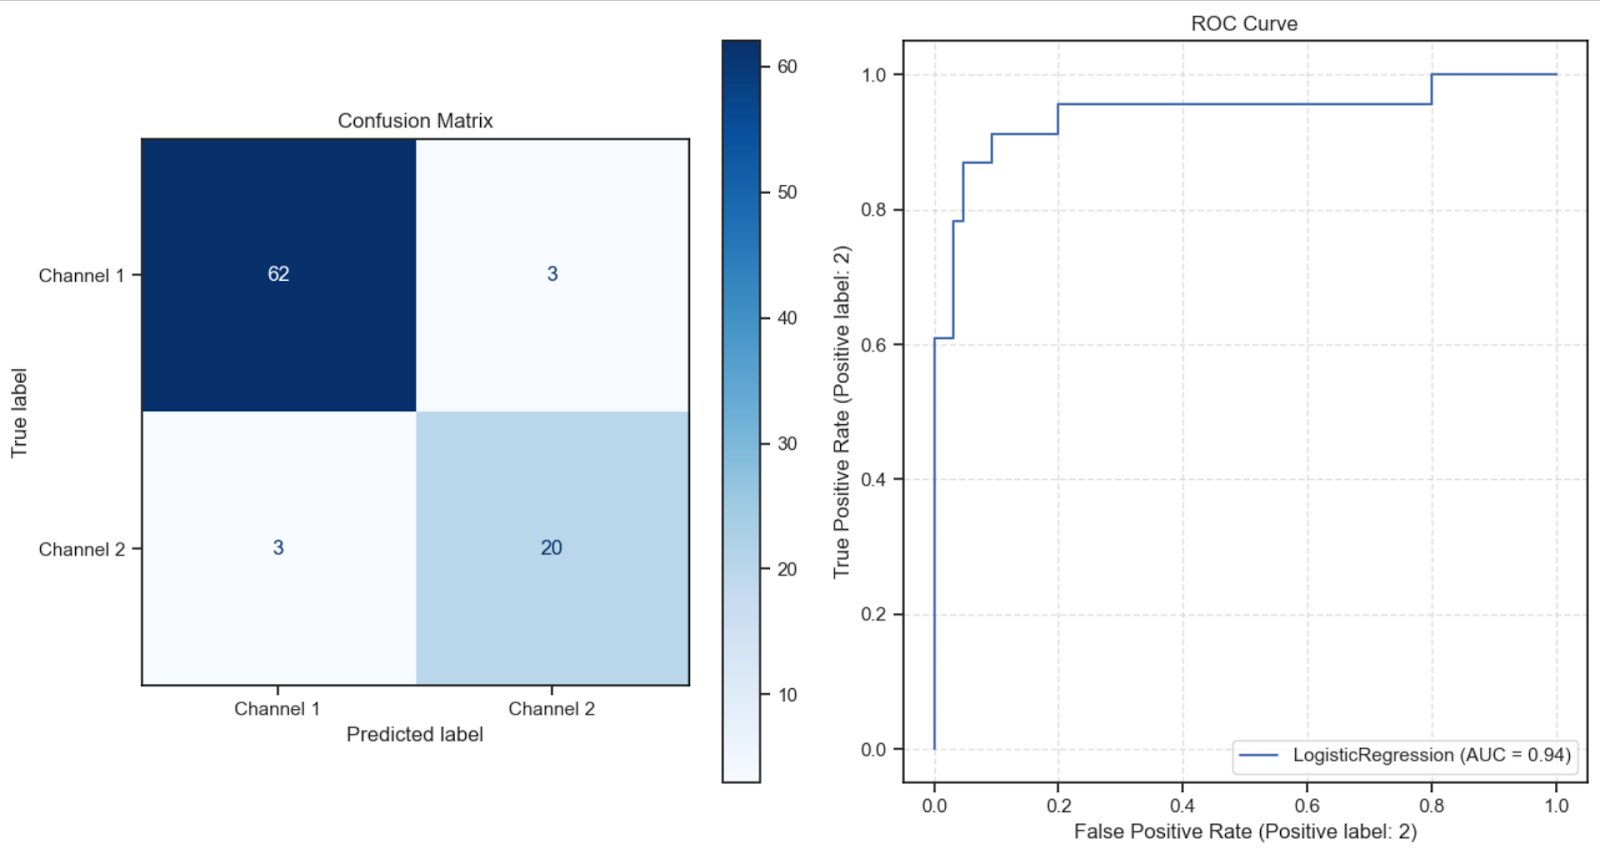 Confusion Matrix
True label
Channel 1
Channel 2
62
3
3
20
Channel 1
Channel 2
Predicted label
60
50
40
30
20
10
ROC Curve
True Positive Rate (Positive label: 2)
1.0
0.8
0.6
0.4
0.2
0.0
LogisticRegression (AUC = 0.94)
0.0 0.2 0.4 0.6 0.8 1.0
False Positive Rate (Positive label: 2)